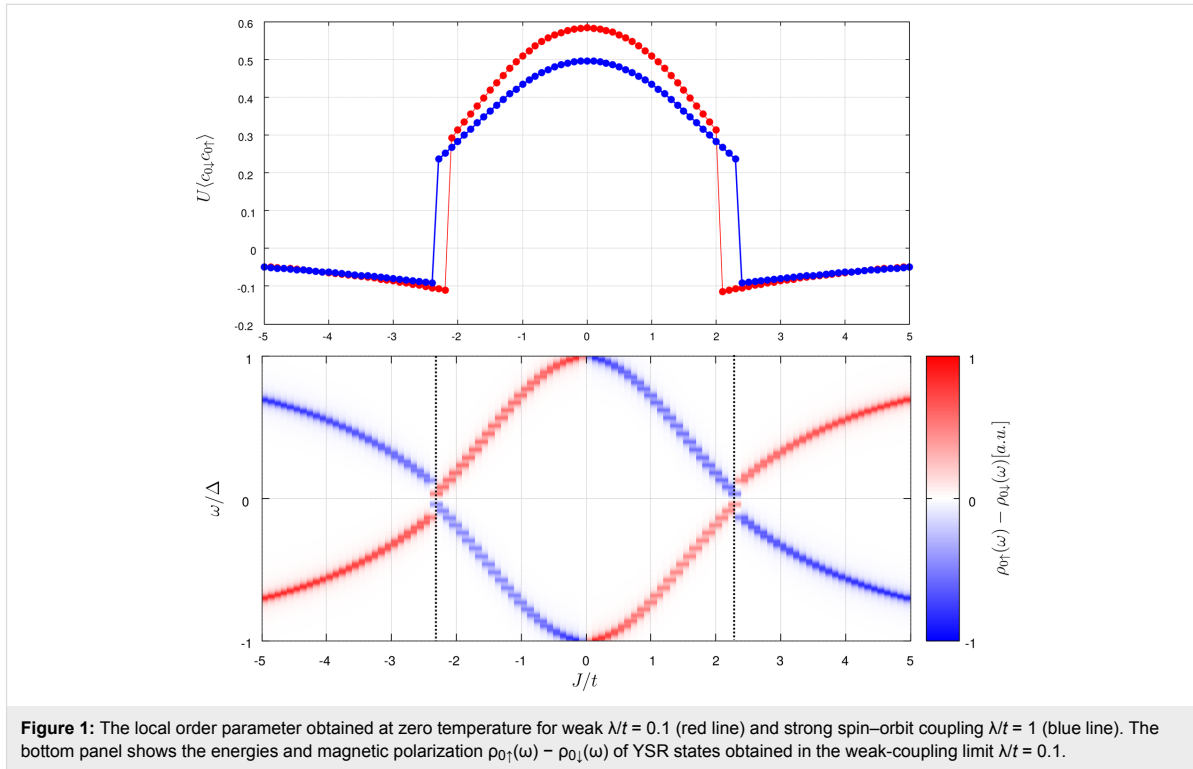 0.6
0.5
0.4
0.3
0.2
0.1
0
-0.1
-0.2
U⟨c0↓c0↑⟩
-5 -4 -3 -2 -1 0 1 2 3 4 5
1
0
-1
ω/Δ
-5 -4 -3 -2 -1 0 1 2 3 4 5
J/t
1
0
-1
ρ0↑(ω) − ρ0↓(ω)[a.u.]
Figure 1: The local order parameter obtained at zero temperature for weak λ/t = 0.1 (red line) and strong spin–orbit coupling λ/t = 1 (blue line). The
bottom panel shows the energies and magnetic polarization ρ0↑(ω) − ρ0↓(ω) of YSR states obtained in the weak-coupling limit λ/t = 0.1.